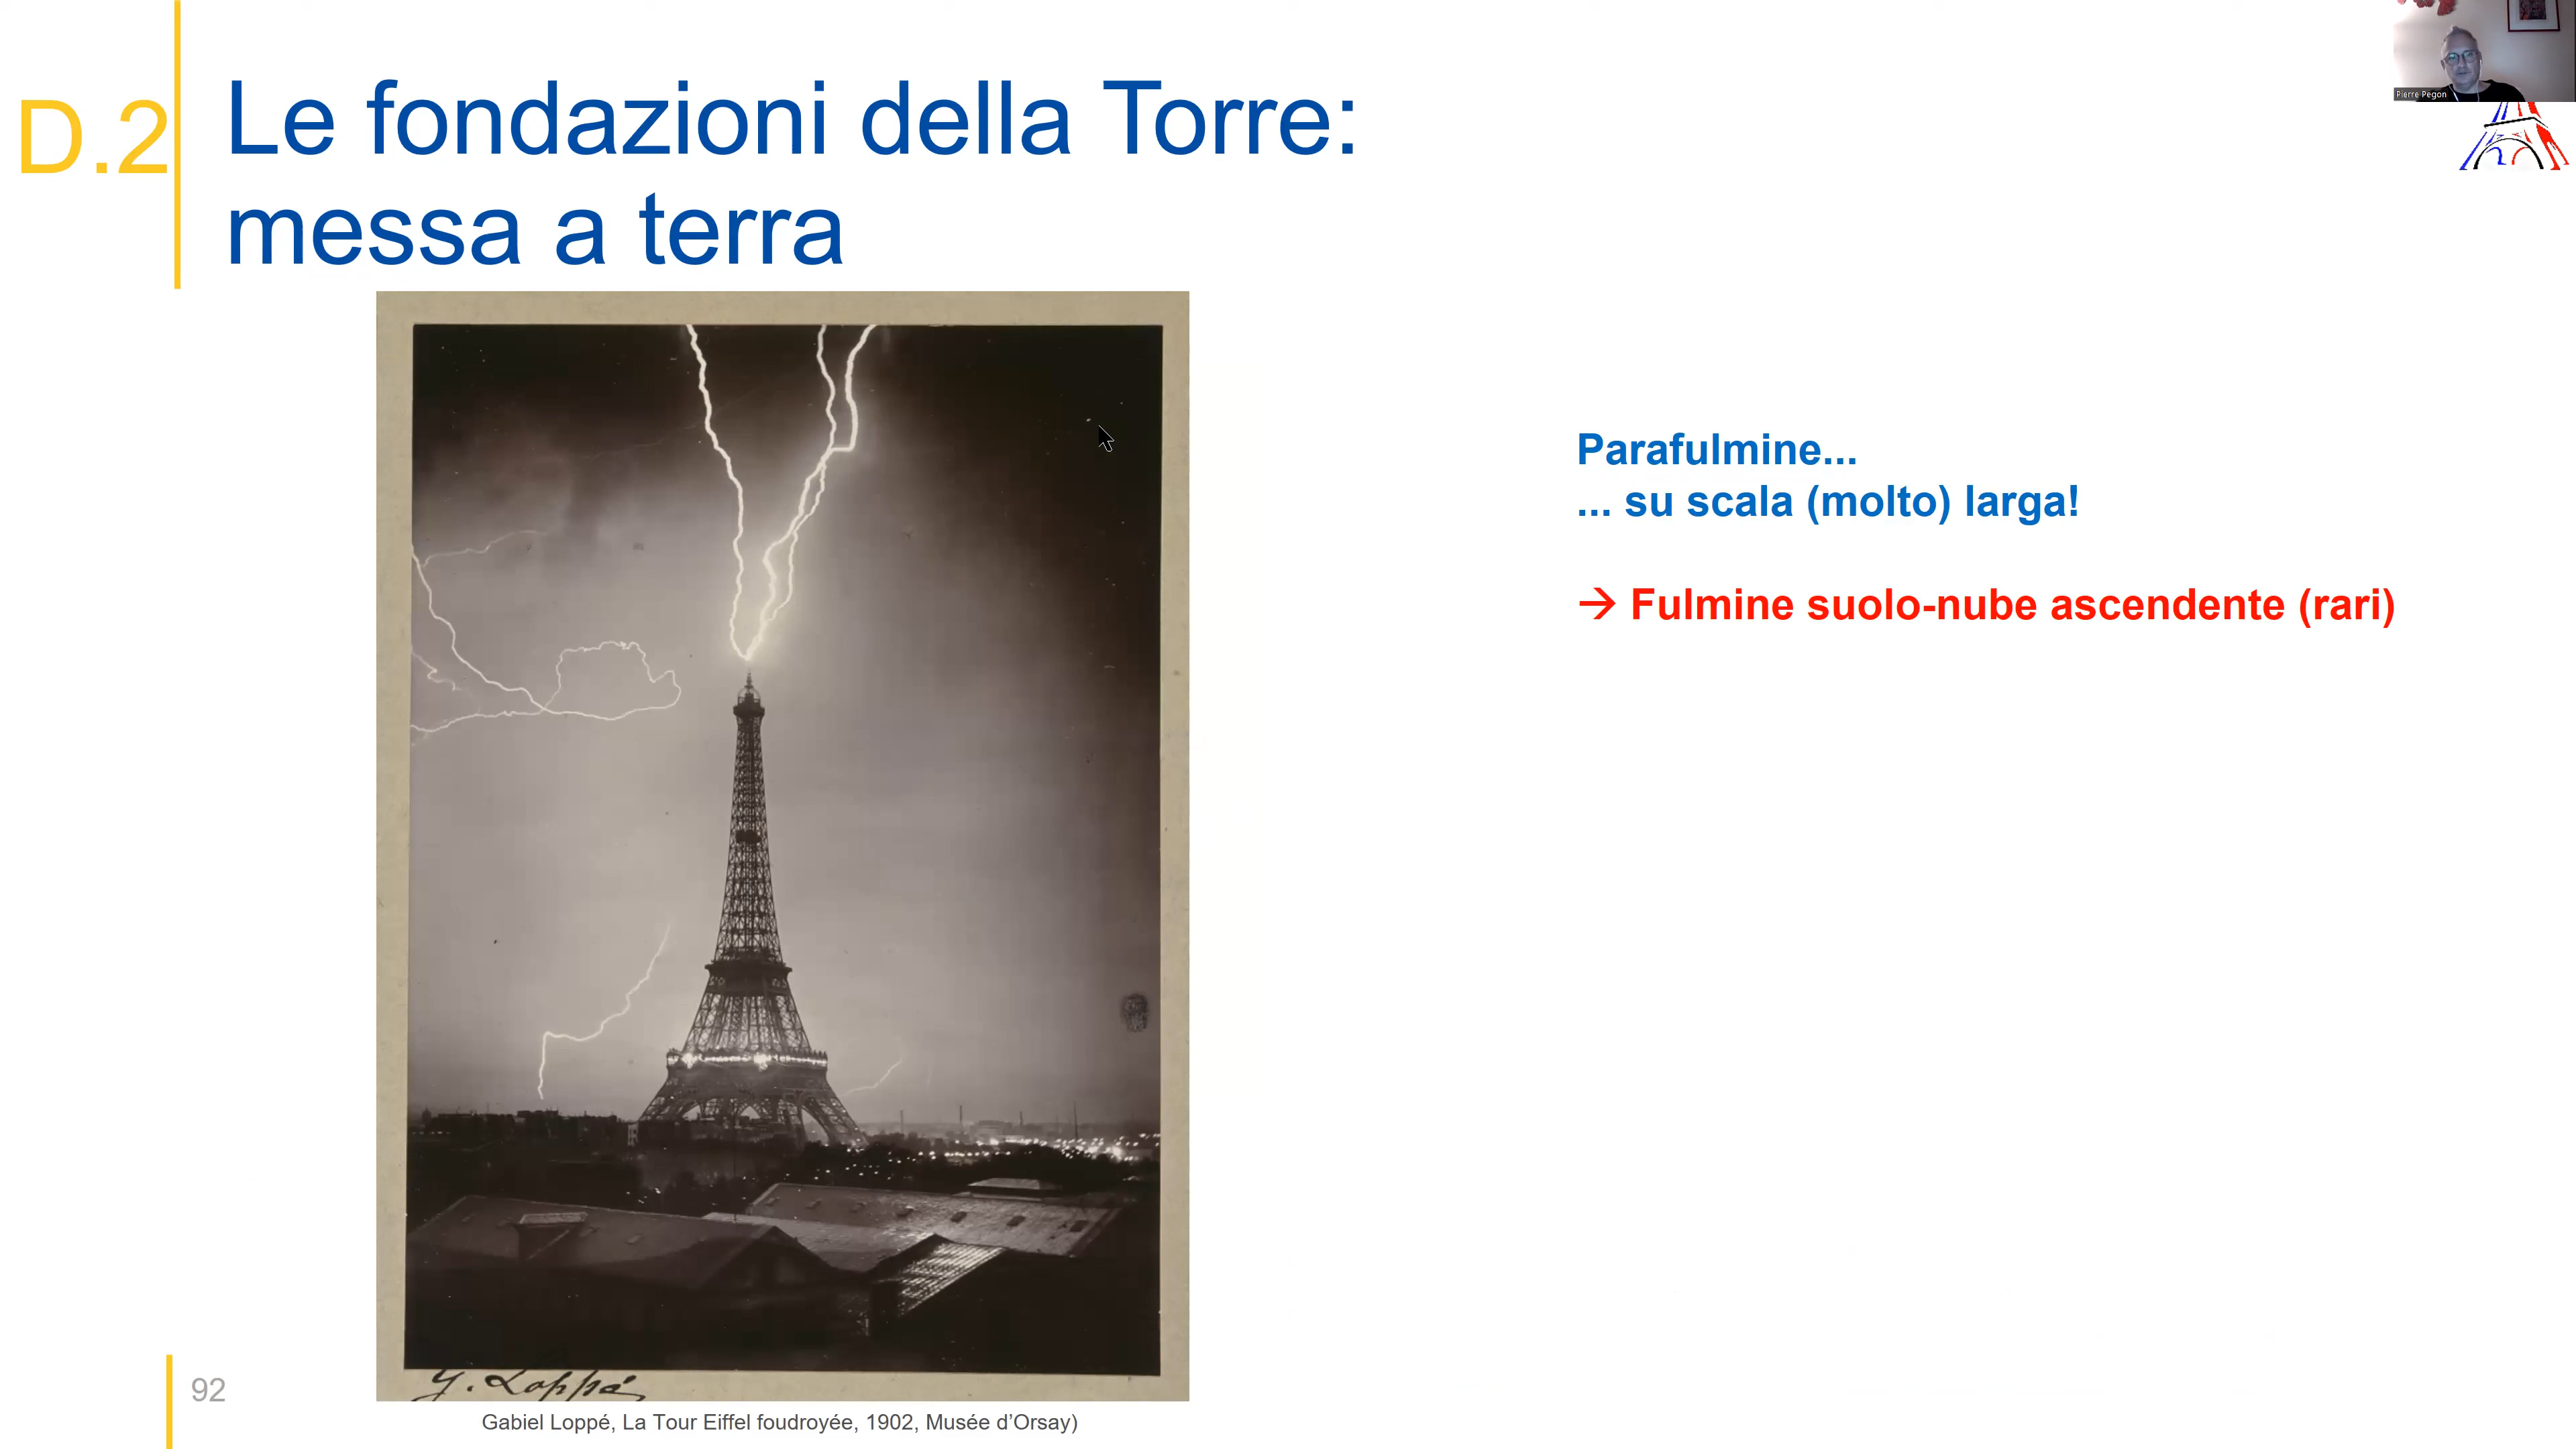 Pierre Pegon
D.2
Le fondazioni della Torre:
messa a terra
Parafulmine...
... su scala (molto) larga!
→ Fulmine suolo-nube ascendente (rari)
G. Loppé
92
Gabiel Loppé, La Tour Eiffel foudroyée, 1902, Musée d'Orsay)